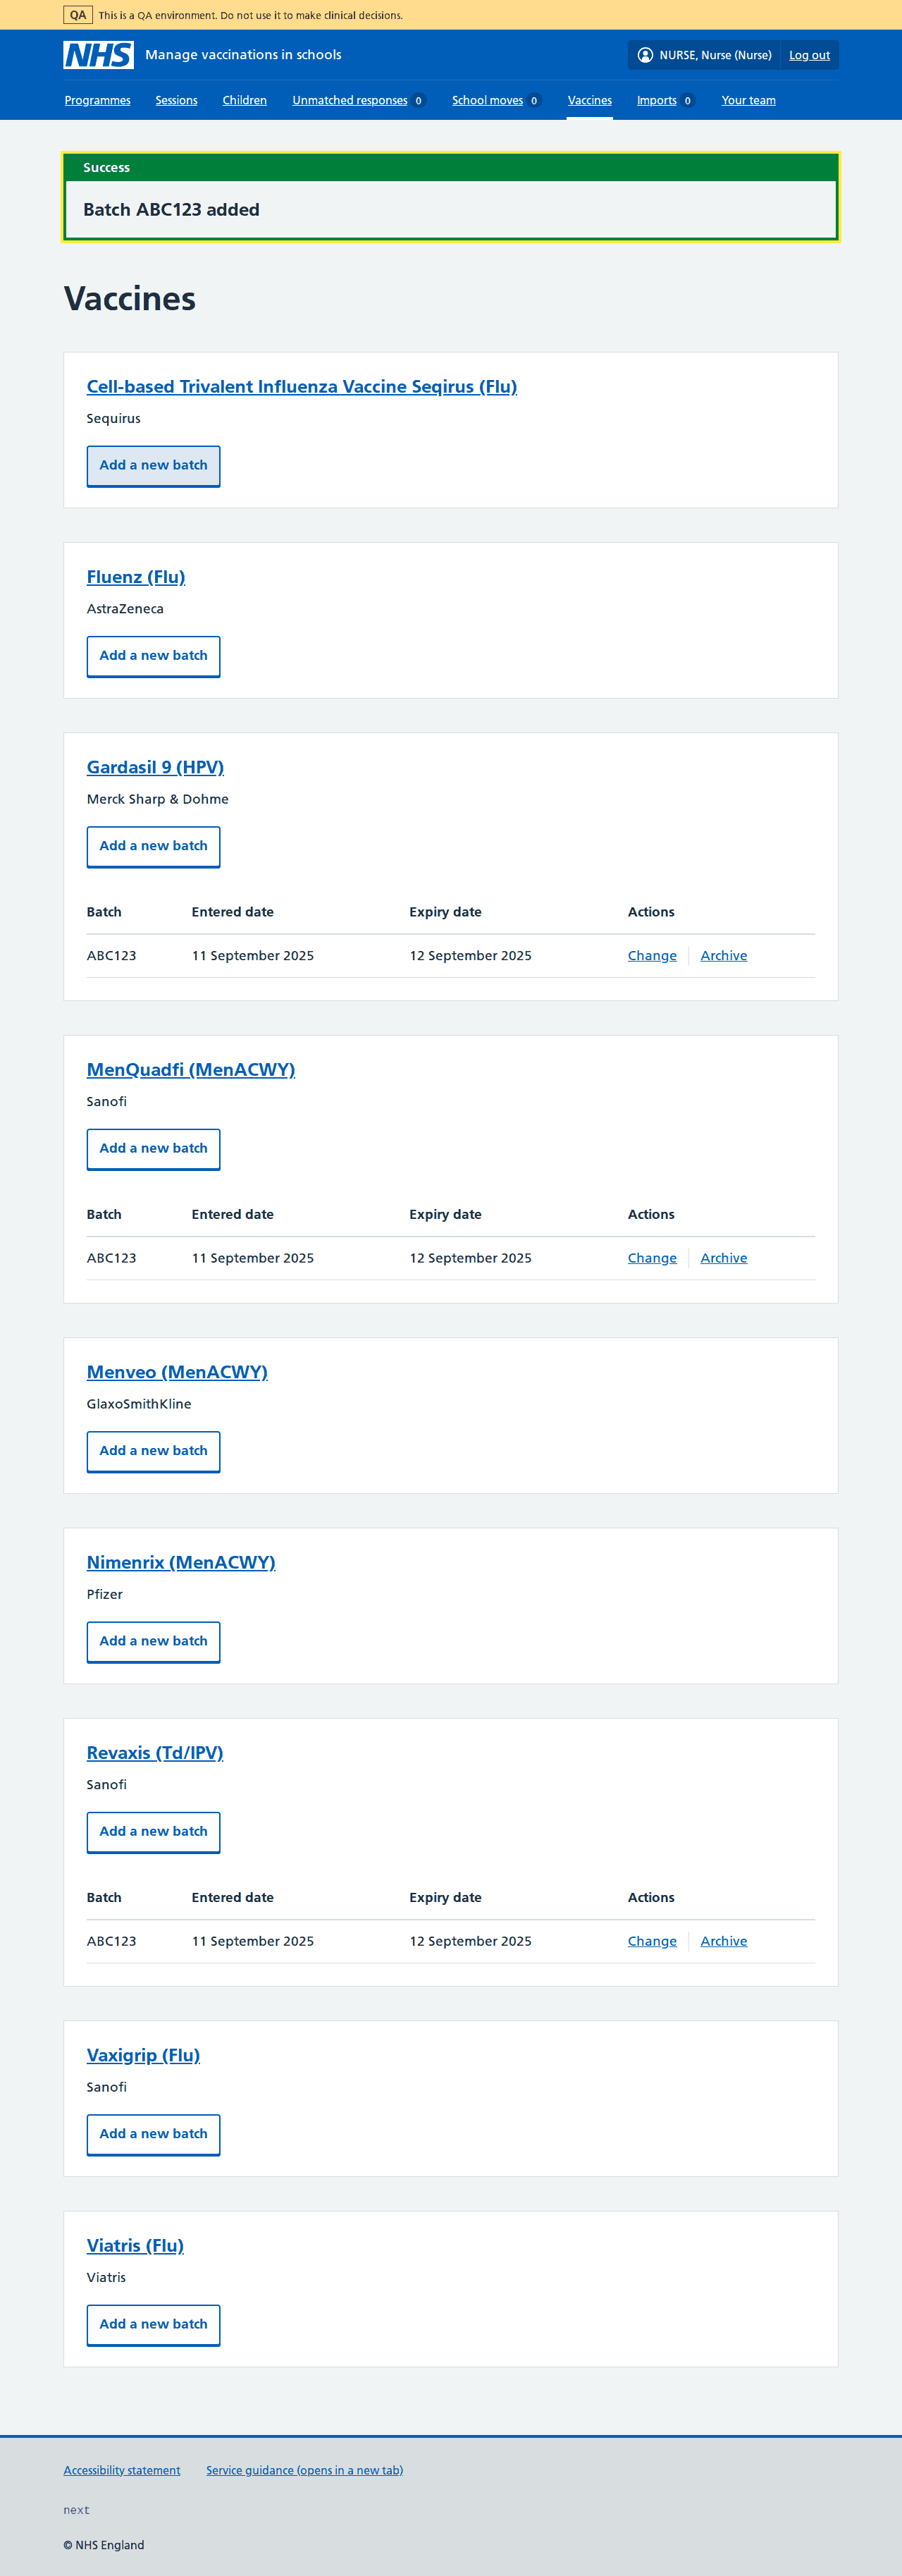 QA This is a QA environment. Do not use it to make clinical decisions.
NHS Manage vaccinations in schools NURSE, Nurse (Nurse) Log out
Programmes Sessions Children Unmatched responses 0 School moves 0 Vaccines Imports 0 Your team
Success
Batch ABC123 added
Vaccines
Cell-based Trivalent Influenza Vaccine Seqirus (Flu)
Sequirus
Add a new batch
Fluenz (Flu)
AstraZeneca
Add a new batch
Gardasil 9 (HPV)
Merck Sharp & Dohme
Add a new batch
Batch Entered date Expiry date Actions
ABC123 11 September 2025 12 September 2025 Change Archive
MenQuadfi (MenACWY)
Sanofi
Add a new batch
Batch Entered date Expiry date Actions
ABC123 11 September 2025 12 September 2025 Change Archive
Menveo (MenACWY)
GlaxoSmithKline
Add a new batch
Nimenrix (MenACWY)
Pfizer
Add a new batch
Revaxis (Td/IPV)
Sanofi
Add a new batch
Batch Entered date Expiry date Actions
ABC123 11 September 2025 12 September 2025 Change Archive
Vaxigrip (Flu)
Sanofi
Add a new batch
Viatris (Flu)
Viatris
Add a new batch
Accessibility statement Service guidance (opens in a new tab)
next
© NHS England